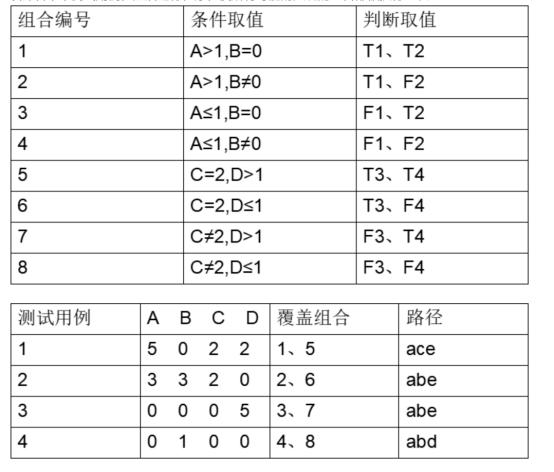 组合编号 条件取值 判断取值
1 A>1,B=0 T1、T2
2 A>1,B≠0 T1、F2
3 A≤1,B=0 F1、T2
4 A≤1,B≠0 F1、F2
5 C=2,D>1 T3、T4
6 C=2,D≤1 T3、F4
7 C≠2,D>1 F3、T4
8 C≠2,D≤1 F3、F4
测试用例 A B C D 覆盖组合 路径
1 5 0 2 2 1、5 ace
2 3 3 2 0 2、6 abe
3 0 0 0 5 3、7 abe
4 0 1 0 0 4、8 abd